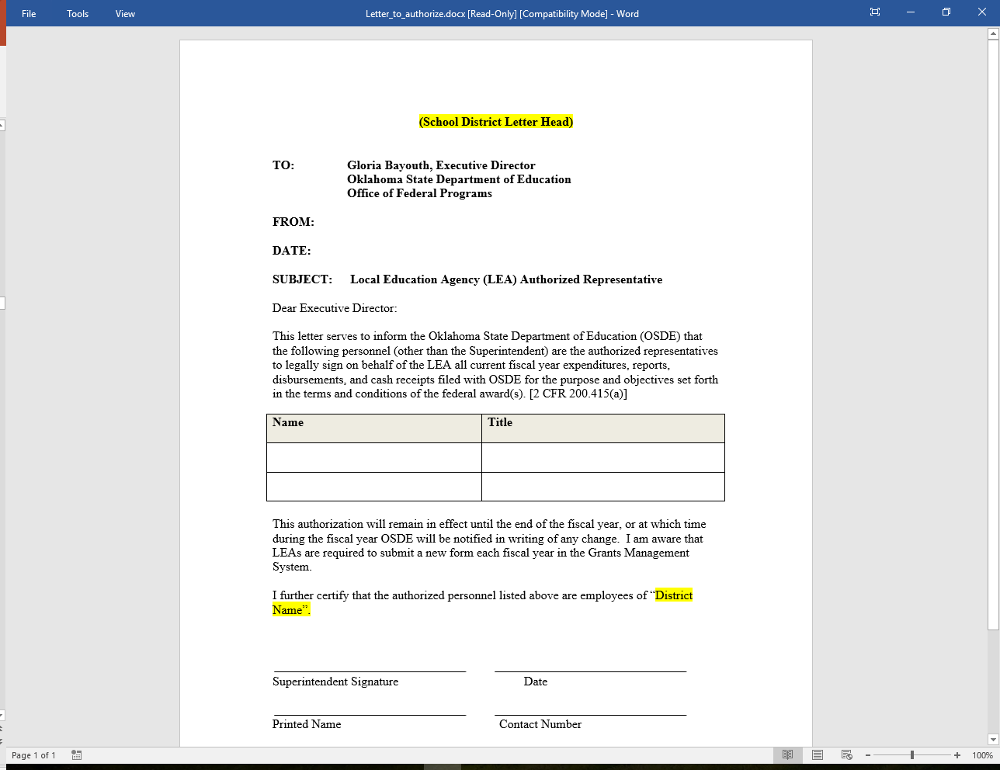 File Tools View Letter_to_authorize.docx [Read-Only] [Compatibility Mode] - Word
(School District Letter Head)
TO: Gloria Bayouth, Executive Director
Oklahoma State Department of Education
Office of Federal Programs
FROM:
DATE:
SUBJECT: Local Education Agency (LEA) Authorized Representative
Dear Executive Director:
This letter serves to inform the Oklahoma State Department of Education (OSDE) that
the following personnel (other than the Superintendent) are the authorized representatives
to legally sign on behalf of the LEA all current fiscal year expenditures, reports,
disbursements, and cash receipts filed with OSDE for the purpose and objectives set forth
in the terms and conditions of the federal award(s). [2 CFR 200.415(a)]
Name Title
This authorization will remain in effect until the end of the fiscal year, or at which time
during the fiscal year OSDE will be notified in writing of any change.  I am aware that
LEAs are required to submit a new form each fiscal year in the Grants Management
System.
I further certify that the authorized personnel listed above are employees of “District
Name”.
Superintendent Signature Date
Printed Name Contact Number
Page 1 of 1 100%